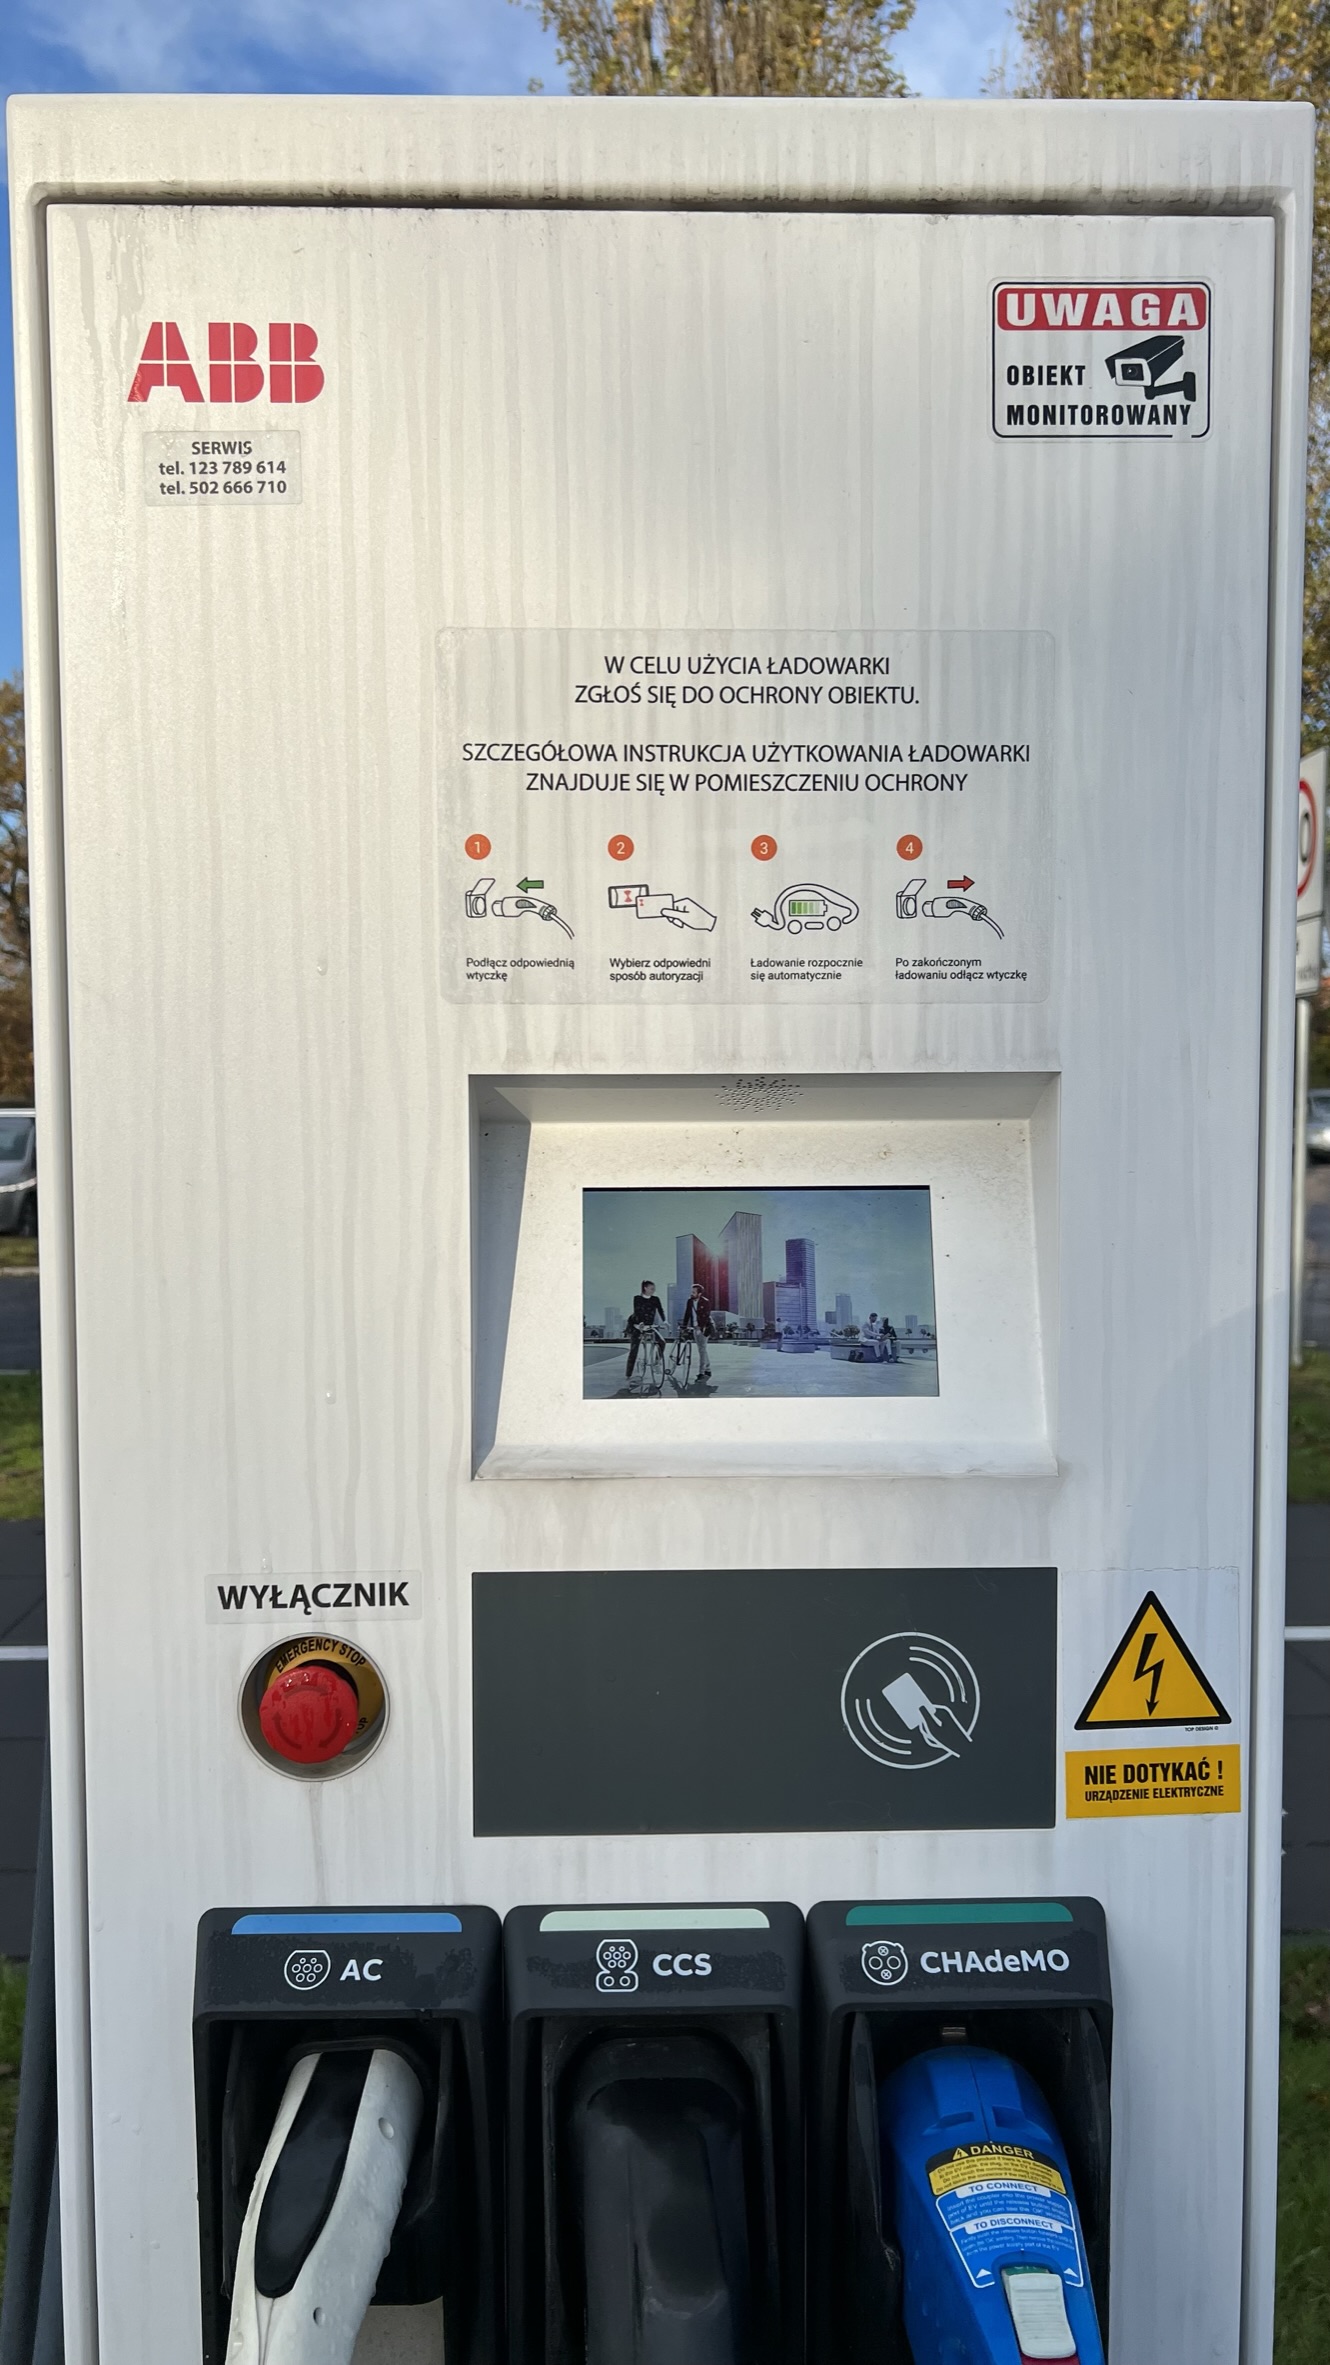 ABB
UWAGA
OBIEKT
MONITOROWANY
SERWIS
tel. 123 789 614
tel. 502 666 710
W CELU UŻYCIA ŁADOWARKI
ZGŁOŚ SIĘ DO OCHRONY OBIEKTU.
SZCZEGÓŁOWA INSTRUKCJA UŻYTKOWANIA ŁADOWARKI
ZNAJDUJE SIĘ W POMIESZCZENIU OCHRONY
1
2
3
4
Podłącz odpowiednią
wtyczkę
Wybierz odpowiedni
sposób autoryzacji
Ładowanie rozpocznie
się automatycznie
Po zakończonym
ładowaniu odłącz wtyczkę
WYŁĄCZNIK
EMERGENCY STOP
TOP DESIGN ©
NIE DOTYKAĆ !
URZĄDZENIE ELEKTRYCZNE
AC
CCS
CHAdeMO
DANGER
TO CONNECT
TO DISCONNECT